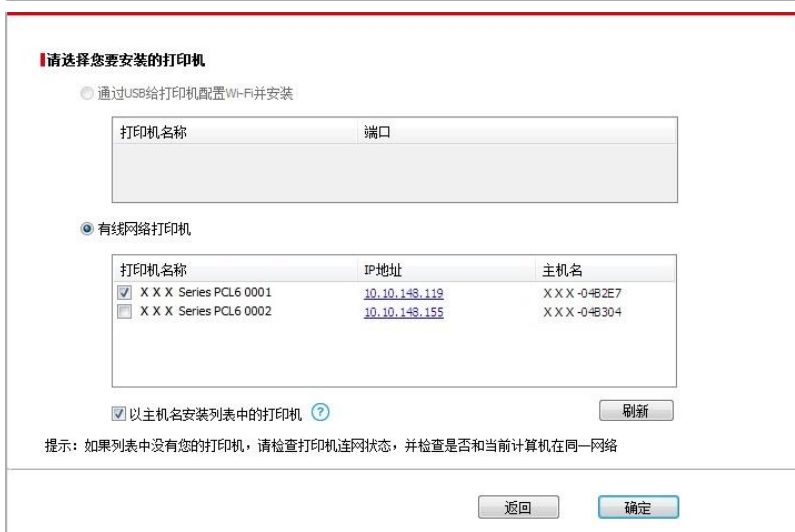 请选择您要安装的打印机
通过USB给打印机配置Wi-Fi并安装
打印机名称 端口
有线网络打印机
打印机名称 IP地址 主机名
X X X Series PCL6 0001 10.10.148.119 X X X -04B2E7
X X X Series PCL6 0002 10.10.148.155 X X X -04B304
以主机名安装列表中的打印机 ? 刷新
提示：如果列表中没有您的打印机，请检查打印机连网状态，并检查是否和当前计算机在同一网络
返回 确定